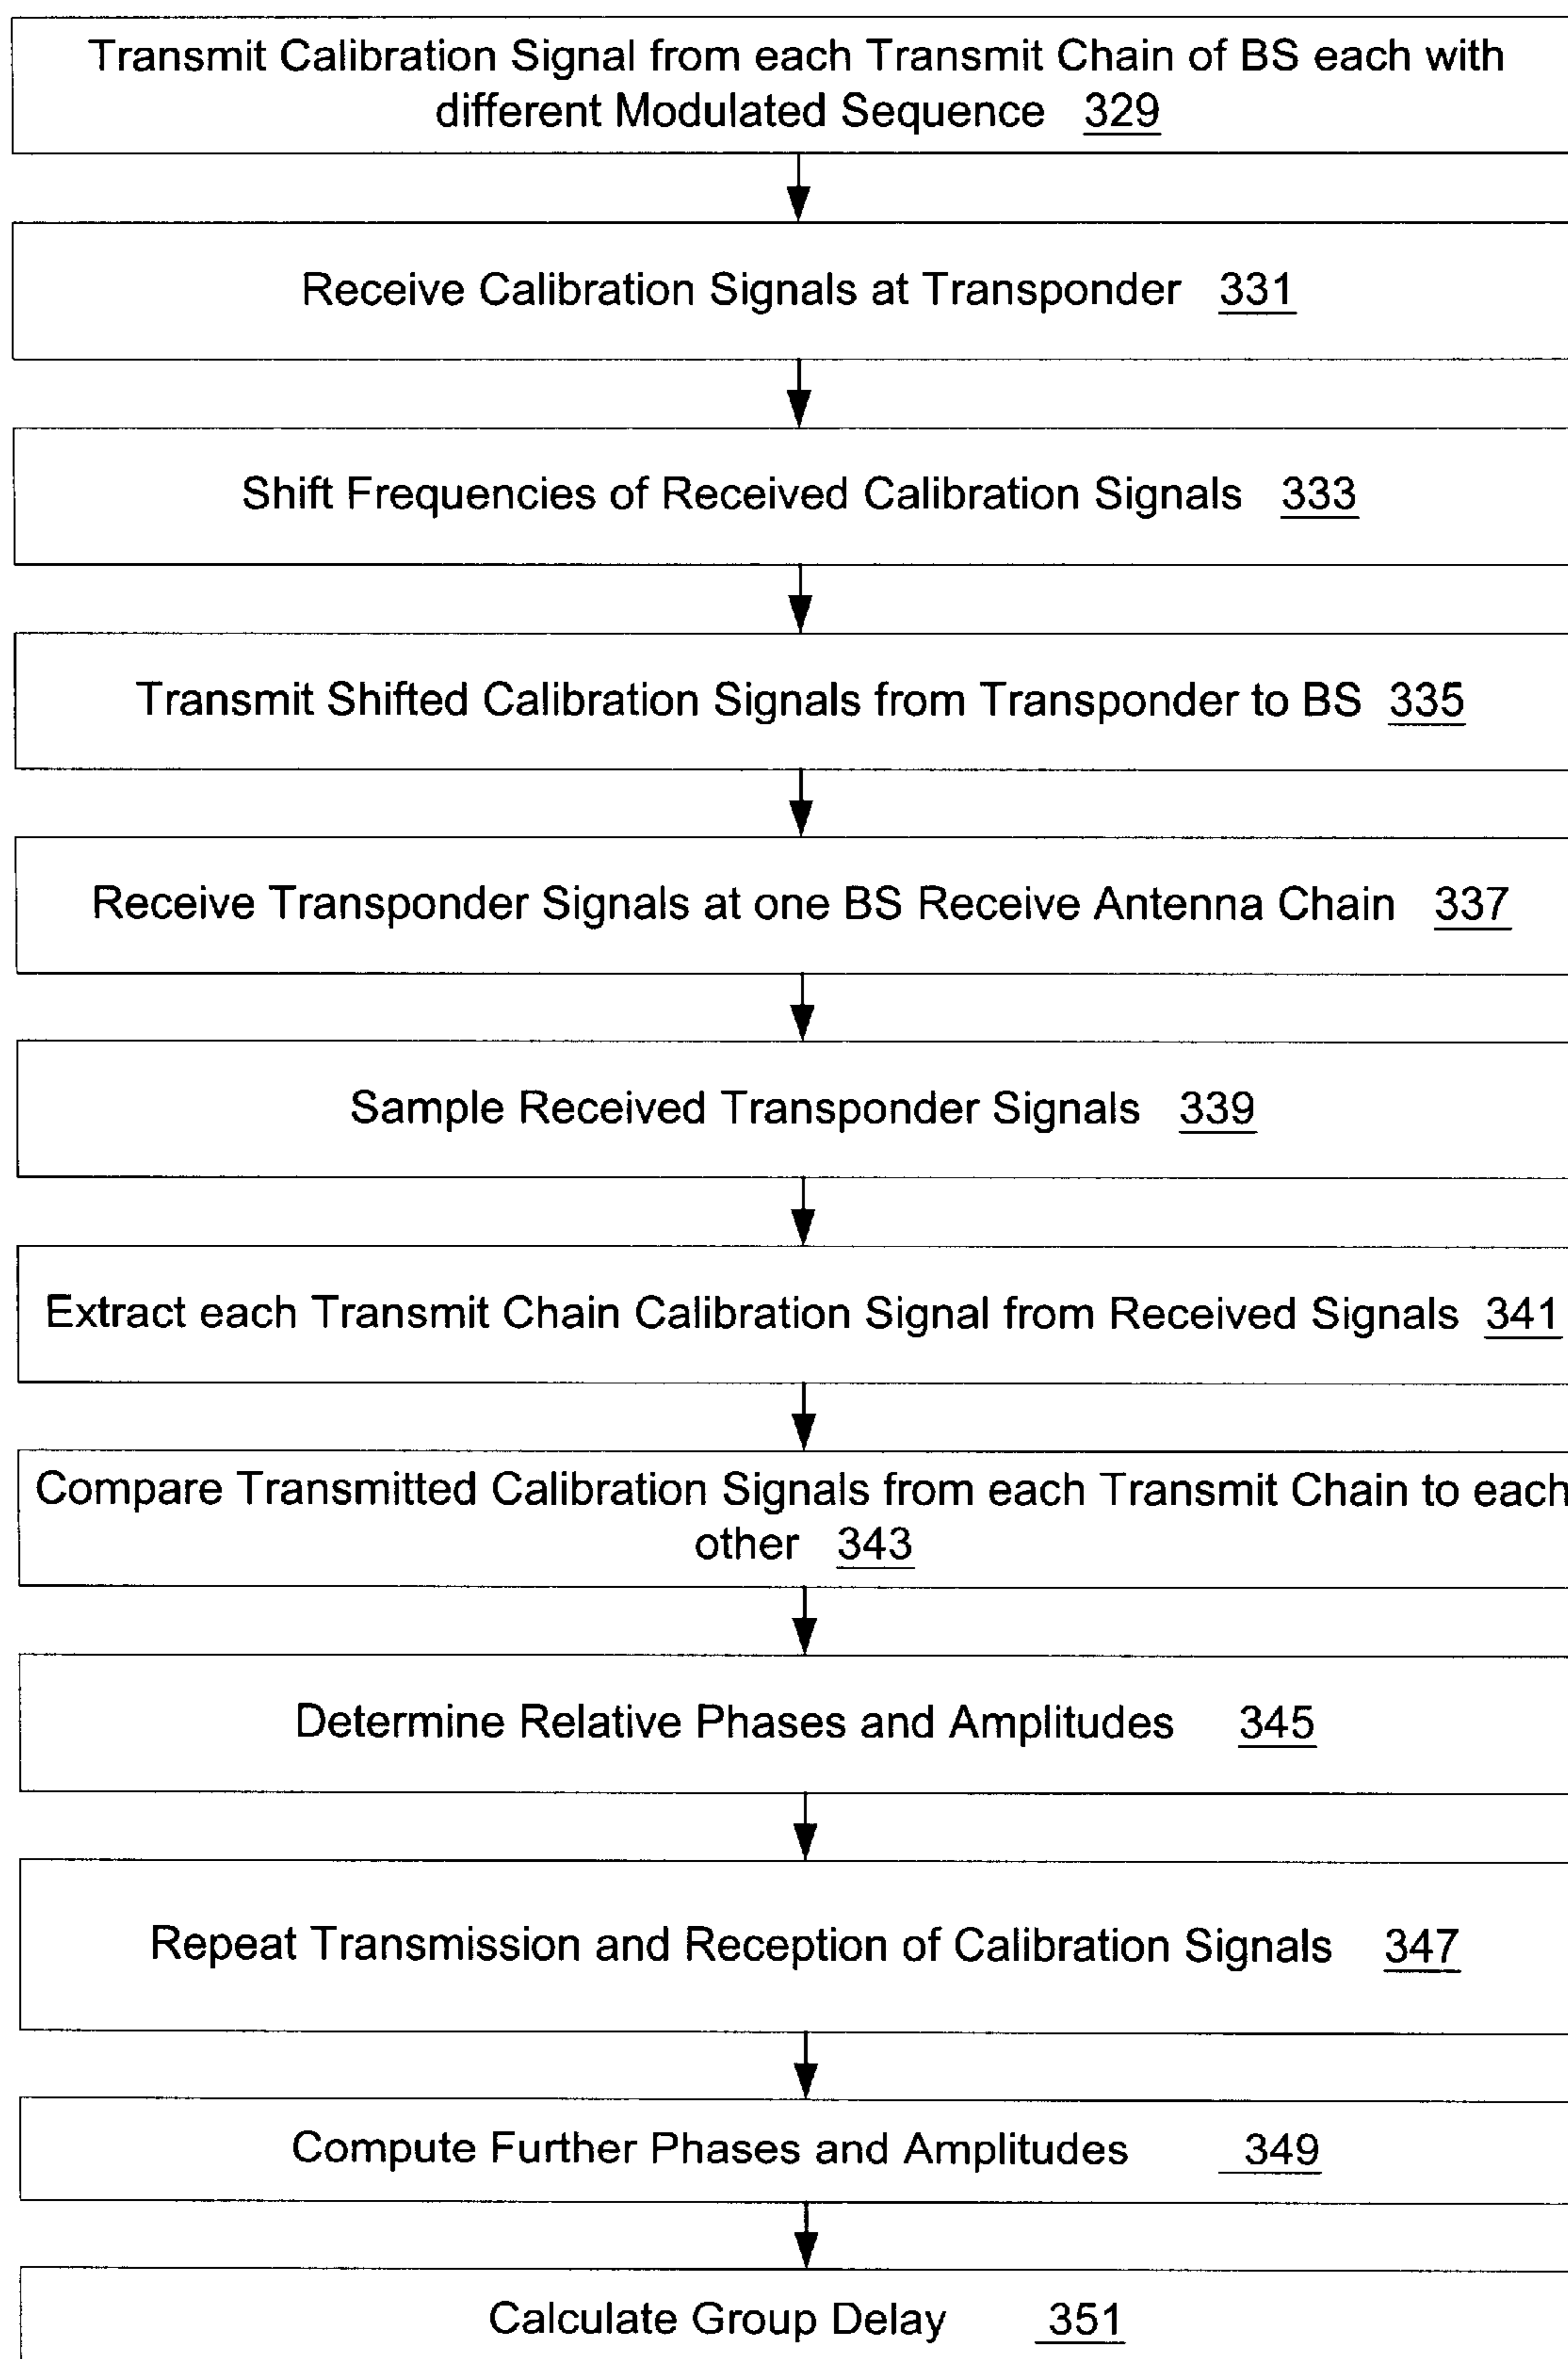 Transmit Calibration Signal from each Transmit Chain of BS each with
different Modulated Sequence 329
Receive Calibration Signals at Transponder 331
Shift Frequencies of Received Calibration Signals 333
Transmit Shifted Calibration Signals from Transponder to BS 335
Receive Transponder Signals at one BS Receive Antenna Chain 337
Sample Received Transponder Signals 339
Extract each Transmit Chain Calibration Signal from Received Signals 341
Compare Transmitted Calibration Signals from each Transmit Chain to each
other 343
Determine Relative Phases and Amplitudes 345
Repeat Transmission and Reception of Calibration Signals 347
Compute Further Phases and Amplitudes 349
Calculate Group Delay 351